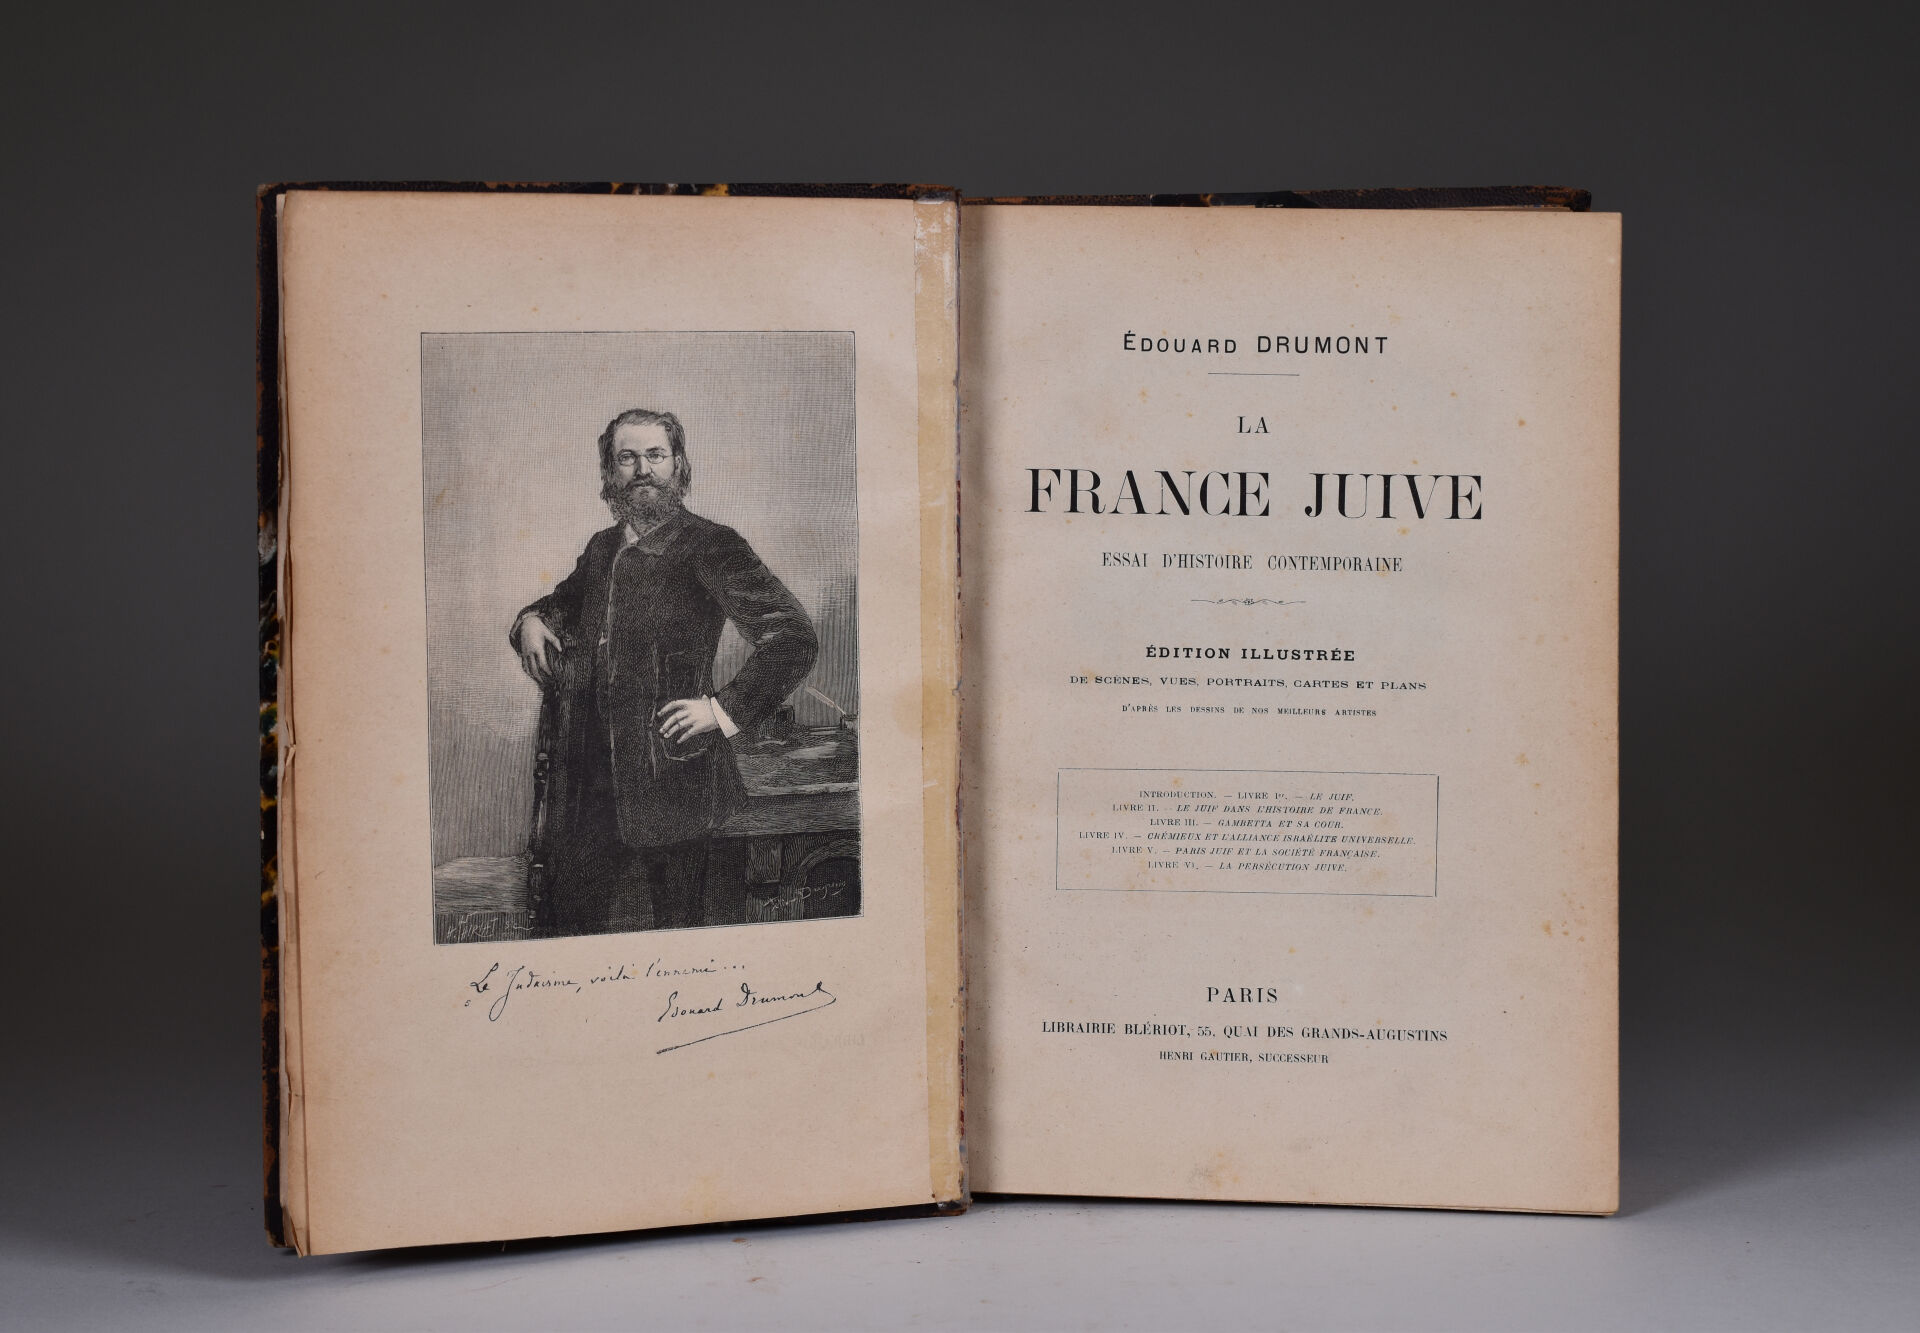 Le Judaïsme, voilà l'ennemi...
Edouard Drumont
ÉDOUARD DRUMONT
LA
FRANCE JUIVE
ESSAI D'HISTOIRE CONTEMPORAINE
ÉDITION ILLUSTRÉE
DE SCÈNES, VUES, PORTRAITS, CARTES ET PLANS
D'APRÈS LES DESSINS DE NOS MEILLEURS ARTISTES
INTRODUCTION. — LIVRE Ier. — LE JUIF.
LIVRE II. — LE JUIF DANS L'HISTOIRE DE FRANCE.
LIVRE III. — GAMBETTA ET SA COUR.
LIVRE IV. — CRÉMIEUX ET L'ALLIANCE ISRAÉLITE UNIVERSELLE.
LIVRE V. — PARIS JUIF ET LA SOCIÉTÉ FRANÇAISE.
LIVRE VI. — LA PERSÉCUTION JUIVE.
PARIS
LIBRAIRIE BLÉRIOT, 55, QUAI DES GRANDS-AUGUSTINS
HENRI GAUTIER, SUCCESSEUR